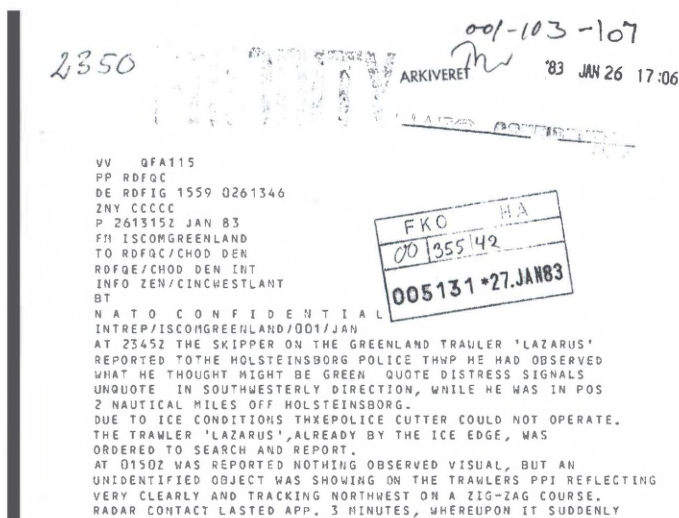 001-103-107
2350
PRIORITY
ARKIVERET
'83 JAN 26 17:06
VV QFA115
PP RDFQC
DE RDFIG 1559 0261346
ZNY CCCCC
P 261315Z JAN 83
FM ISCOMGREENLAND
TO RDFQC/CHOD DEN
RDFQE/CHOD DEN INT
INFO ZEN/CINCWESTLANT
BT
FKO HA
00 355 42
005131 *27.JAN83
N A T O C O N F I D E N T I A L
INTREP/ISCOMGREENLAND/001/JAN
AT 2345Z THE SKIPPER ON THE GREENLAND TRAWLER 'LAZARUS'
REPORTED TOTHE HOLSTEINSBORG POLICE THWP HE HAD OBSERVED
WHAT HE THOUGHT MIGHT BE GREEN QUOTE DISTRESS SIGNALS
UNQUOTE IN SOUTHWESTERLY DIRECTION, WNILE HE WAS IN POS
2 NAUTICAL MILES OFF HOLSTEINSBORG.
DUE TO ICE CONDITIONS THXEPOLICE CUTTER COULD NOT OPERATE.
THE TRAWLER 'LAZARUS',ALREADY BY THE ICE EDGE, WAS
ORDERED TO SEARCH AND REPORT.
AT 0150Z WAS REPORTED NOTHING OBSERVED VISUAL, BUT AN
UNIDENTIFIED OBJECT WAS SHOWING ON THE TRAWLERS PPI REFLECTING
VERY CLEARLY AND TRACKING NORTHWEST ON A ZIG-ZAG COURSE.
RADAR CONTACT LASTED APP. 3 MINUTES, WHEREUPON IT SUDDENLY